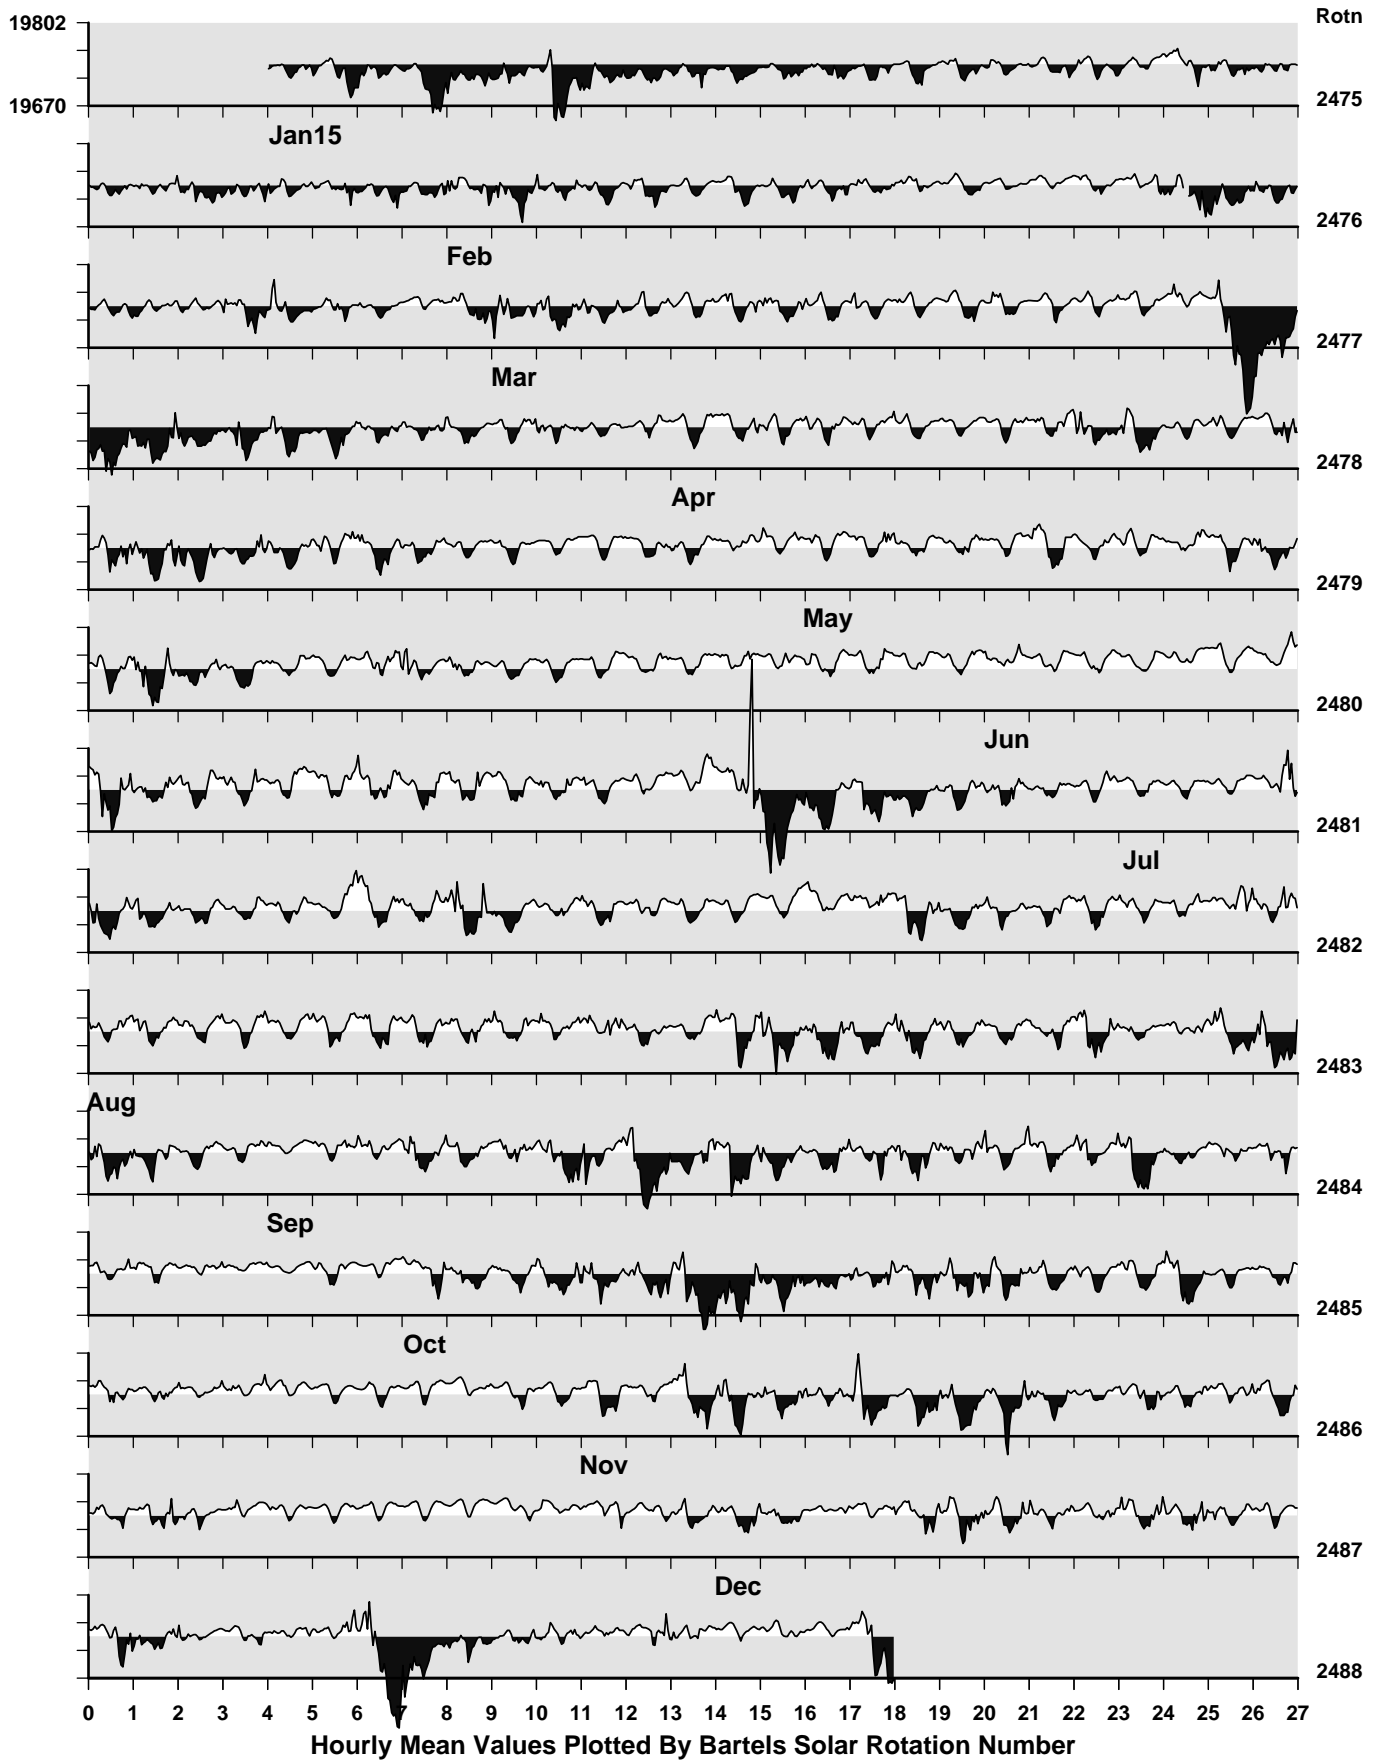 19802 Rotn
19670 2475
Jan15
2476
Feb
2477
Mar
2478
Apr
2479
May
2480
Jun
2481
Jul
2482
2483
Aug
2484
Sep
2485
Oct
2486
Nov
2487
Dec
2488
0 1 2 3 4 5 6 7 8 9 10 11 12 13 14 15 16 17 18 19 20 21 22 23 24 25 26 27
Hourly Mean Values Plotted By Bartels Solar Rotation Number